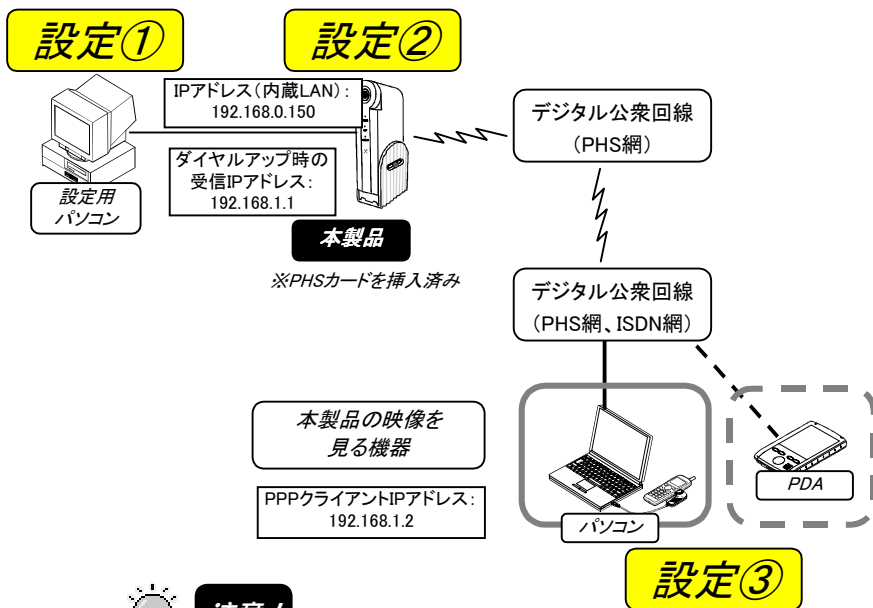 設定①
設定②
IPアドレス(内蔵LAN):
192.168.0.150
ダイヤルアップ時の
受信IPアドレス:
192.168.1.1
設定用
パソコン
本製品
※PHSカードを挿入済み
デジタル公衆回線
(PHS網)
デジタル公衆回線
(PHS網、ISDN網)
本製品の映像を
見る機器
PPPクライアントIPアドレス:
192.168.1.2
パソコン
PDA
設定③